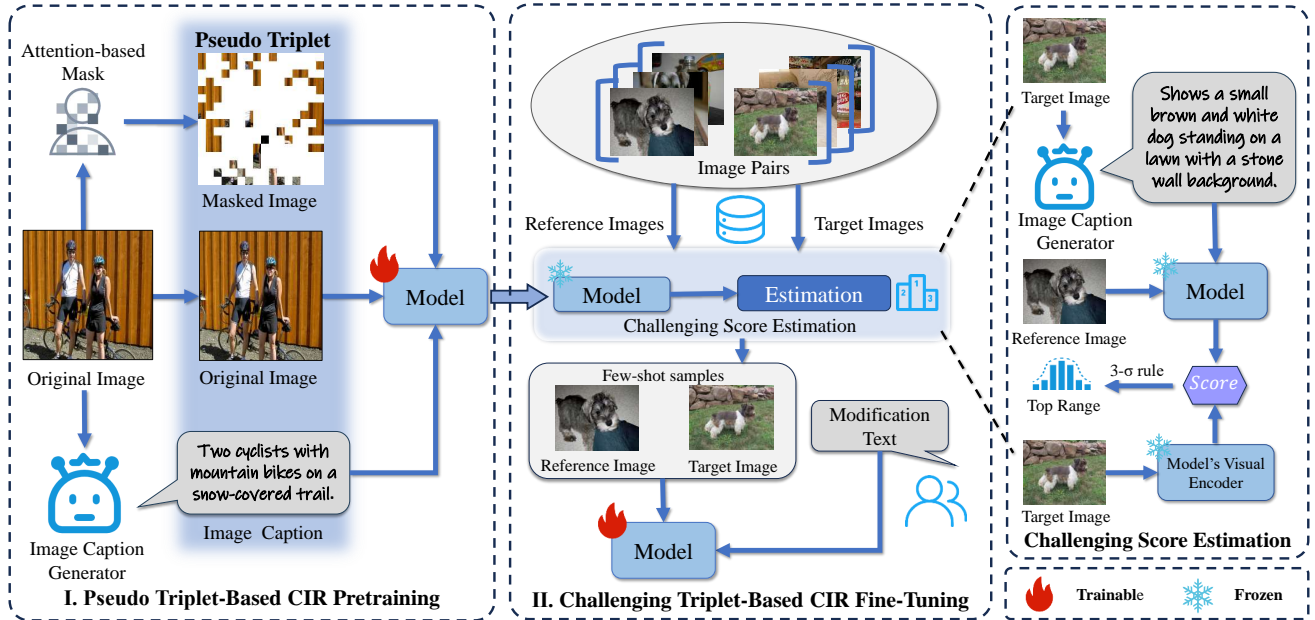 Pseudo Triplet
Attention-based
Mask
Masked Image
Original Image
Original Image
Model
Two cyclists with
mountain bikes on a
snow-covered trail.
Image Caption
Image Caption
Generator
I. Pseudo Triplet-Based CIR Pretraining
Image Pairs
Reference Images
Target Images
Model
Estimation
2
1
3
Challenging Score Estimation
Few-shot samples
Reference Image
Target Image
Modification
Text
Model
II. Challenging Triplet-Based CIR Fine-Tuning
Target Image
Shows a small
brown and white
dog standing on a
lawn with a stone
wall background.
Image Caption
Generator
Model
Reference Image
3-σ rule
Score
Top Range
Model's Visual
Encoder
Target Image
Challenging Score Estimation
Trainable
Frozen